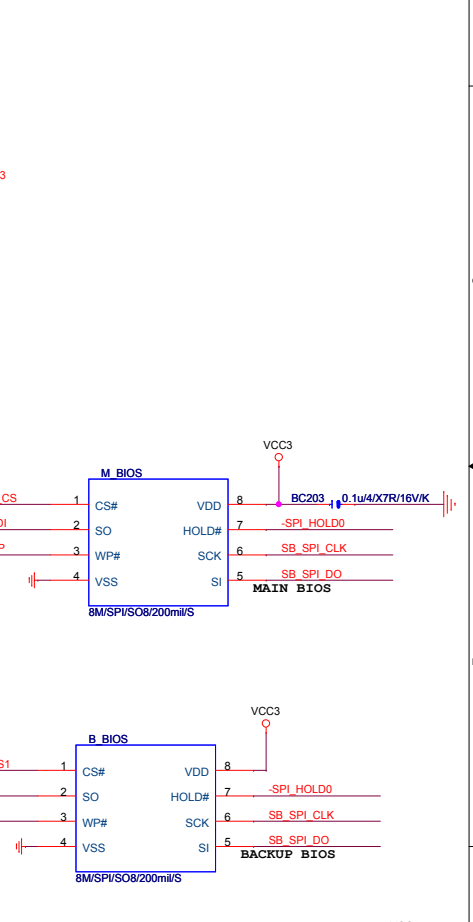 3
VCC3
M_BIOS
CS 1 CS# VDD 8 BC203 0.1u/4/X7R/16V/K
2 SO HOLD# 7 -SPI_HOLD0
3 WP# SCK 6 SB_SPI_CLK
4 VSS SI 5 SB_SPI_DO
MAIN BIOS
8M/SPI/SO8/200mil/S
VCC3
B_BIOS
S1 1 CS# VDD 8
2 SO HOLD# 7 -SPI_HOLD0
3 WP# SCK 6 SB_SPI_CLK
4 VSS SI 5 SB_SPI_DO
BACKUP BIOS
8M/SPI/SO8/200mil/S